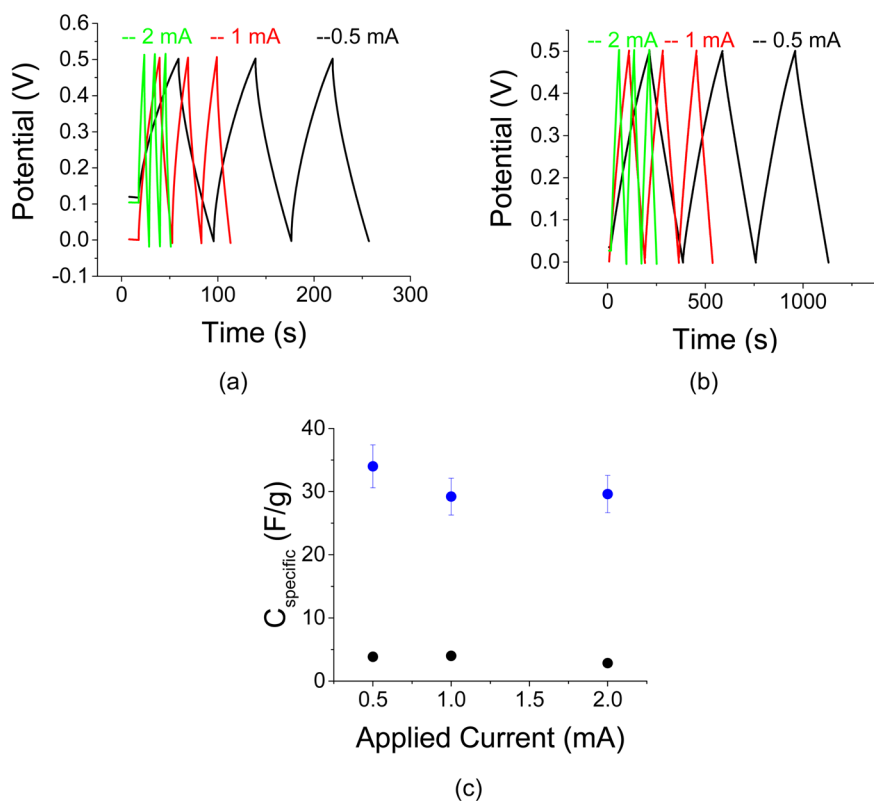 -- 2 mA -- 1 mA --0.5 mA
0.6
0.5
0.4
0.3
0.2
0.1
0.0
-0.1
Potential (V)
0 100 200 300
Time (s)
(a)
-- 2 mA -- 1 mA -- 0.5 mA
0.5
0.4
0.3
0.2
0.1
0.0
Potential (V)
0 500 1000
Time (s)
(b)
40
30
20
10
0
Cspecific (F/g)
0.5 1.0 1.5 2.0
Applied Current (mA)
(c)